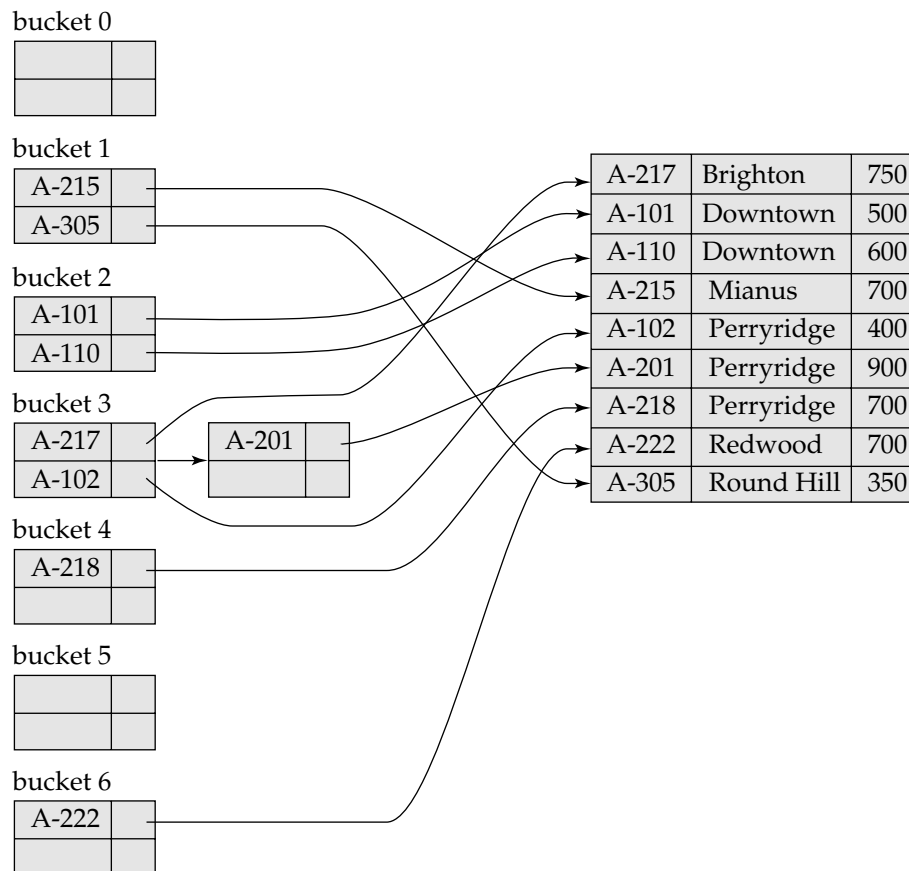 bucket 0
bucket 1
A-215
A-305
bucket 2
A-101
A-110
bucket 3
A-217
A-102
A-201
bucket 4
A-218
bucket 5
bucket 6
A-222
A-217 Brighton 750
A-101 Downtown 500
A-110 Downtown 600
A-215 Mianus 700
A-102 Perryridge 400
A-201 Perryridge 900
A-218 Perryridge 700
A-222 Redwood 700
A-305 Round Hill 350